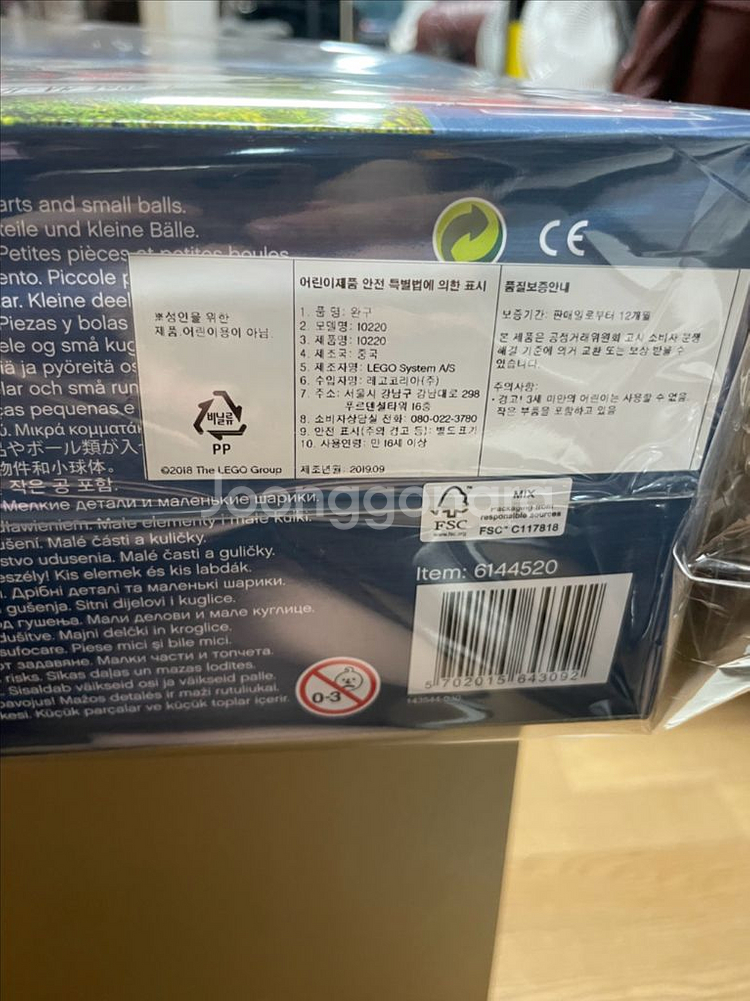 arts and small balls.
teile und kleine Bälle.
Petites pièces et petites boules
ento. Piccole p
ar. Kleine deel
Piezas y bolas
ele og små kug
iä ja pyöreitä os
lar och små run
ças pequenas e
ύ. Μικρά κομματά
品やボール類が入
物件和小球体。
작은 공 포함.
Мелкие детали и маленькие шарики.
dławieniem. Małe elementy i małe kulki.
ušení. Malé časti a kuličky.
stvo udusenia. Malé časti a guličky.
eszély! Kis elemek és kis labdák.
. Дрібні деталі та маленькі шарики.
gušenja. Sitni dijelovi i kuglice.
од гушења. Мали делови и мале куглице.
dušitve. Majni delčki in kroglice.
sufocare. Piese mici și bile mici.
от задавяне. Малки части и топчета.
risks. Sīkas daļas un mazas lodītes.
. Sisaldab väikseid osi ja väikseid palle.
pavojus! Mažos detalės ir maži rutuliukai.
kesi. Küçük parçalar ve küçük toplar içerir.
CE
뽀성인을 위한
제품.어린이용이 아님.
비닐류
PP
©2018 The LEGO Group
어린이제품 안전 특별법에 의한 표시
1. 품 명: 완구
2. 모델명: 10220
3. 제품명: 10220
4. 제조국: 중국
5. 제조자명: LEGO System A/S
6. 수입자명: 레고코리아(주)
7. 주소: 서울시 강남구 강남대로 298
푸르덴셜타워 16층
8. 소비자상담실 전화: 080-022-3780
9. 안전 표시(주의 경고 등): 별도표기
10. 사용연령: 만 16세 이상
제조년월: 2019.09
품질보증안내
보증기간: 판매일로부터 12개월
본 제품은 공정거래위원회 고시 소비자 분쟁
해결 기준에 의거 교환 또는 보상 받을 수
있습니다.
주의사항:
· 경고! 3세 미만의 어린이는 사용할 수 없음.
작은 부품을 포함하고 있음
Joonggonara
FSC
www.fsc.org
MIX
Packaging from
responsible sources
FSC® C117818
Item: 6144520
5 702015 643092
0-3